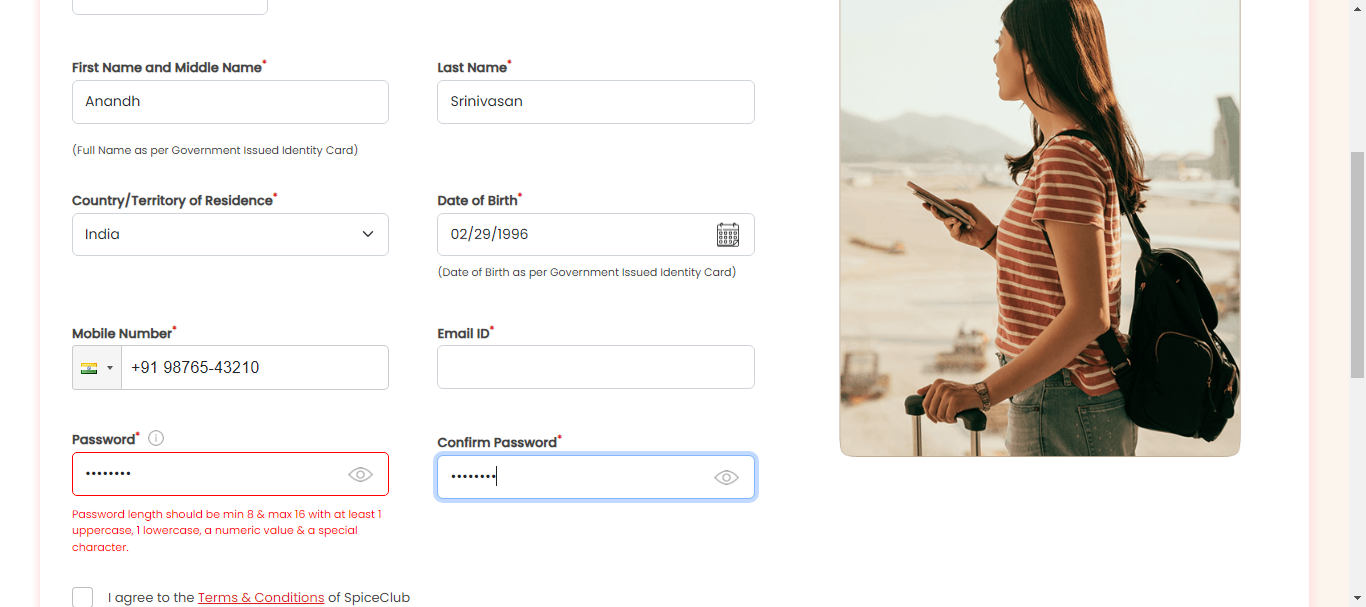 First Name and Middle Name*
Last Name*
Anandh
Srinivasan
(Full Name as per Government Issued Identity Card)
Country/Territory of Residence*
Date of Birth*
India
02/29/1996
(Date of Birth as per Government Issued Identity Card)
Mobile Number*
Email ID*
+91 98765-43210
Password*
Confirm Password*
••••••••
••••••••
Password length should be min 8 & max 16 with at least 1
uppercase, 1 lowercase, a numeric value & a special
character.
I agree to the Terms & Conditions of SpiceClub